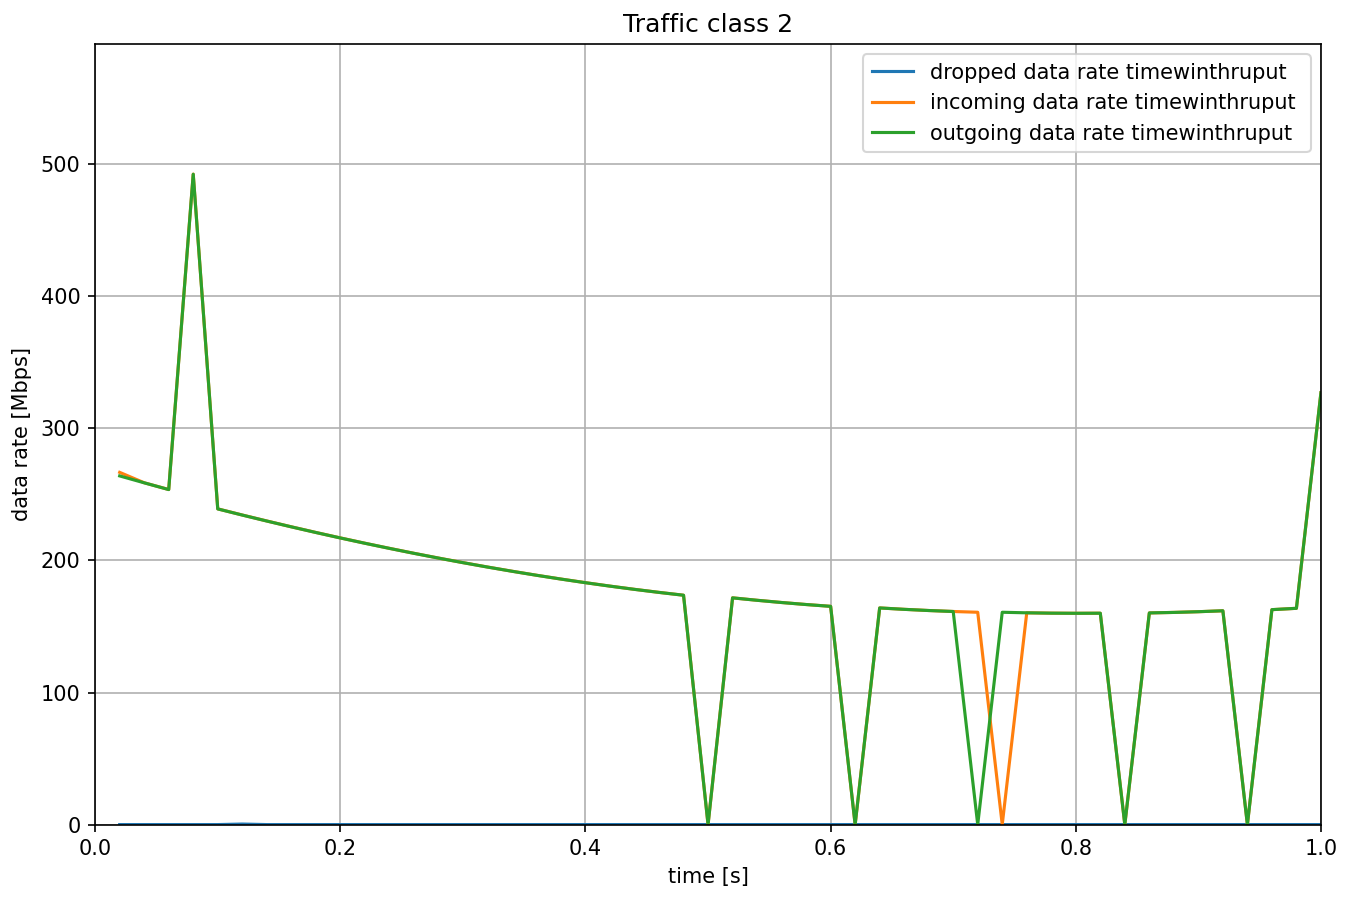 Traffic class 2
dropped data rate timewinthruput
incoming data rate timewinthruput
outgoing data rate timewinthruput
data rate [Mbps]
500
400
300
200
100
0
0.0
0.2
0.4
0.6
0.8
1.0
time [s]